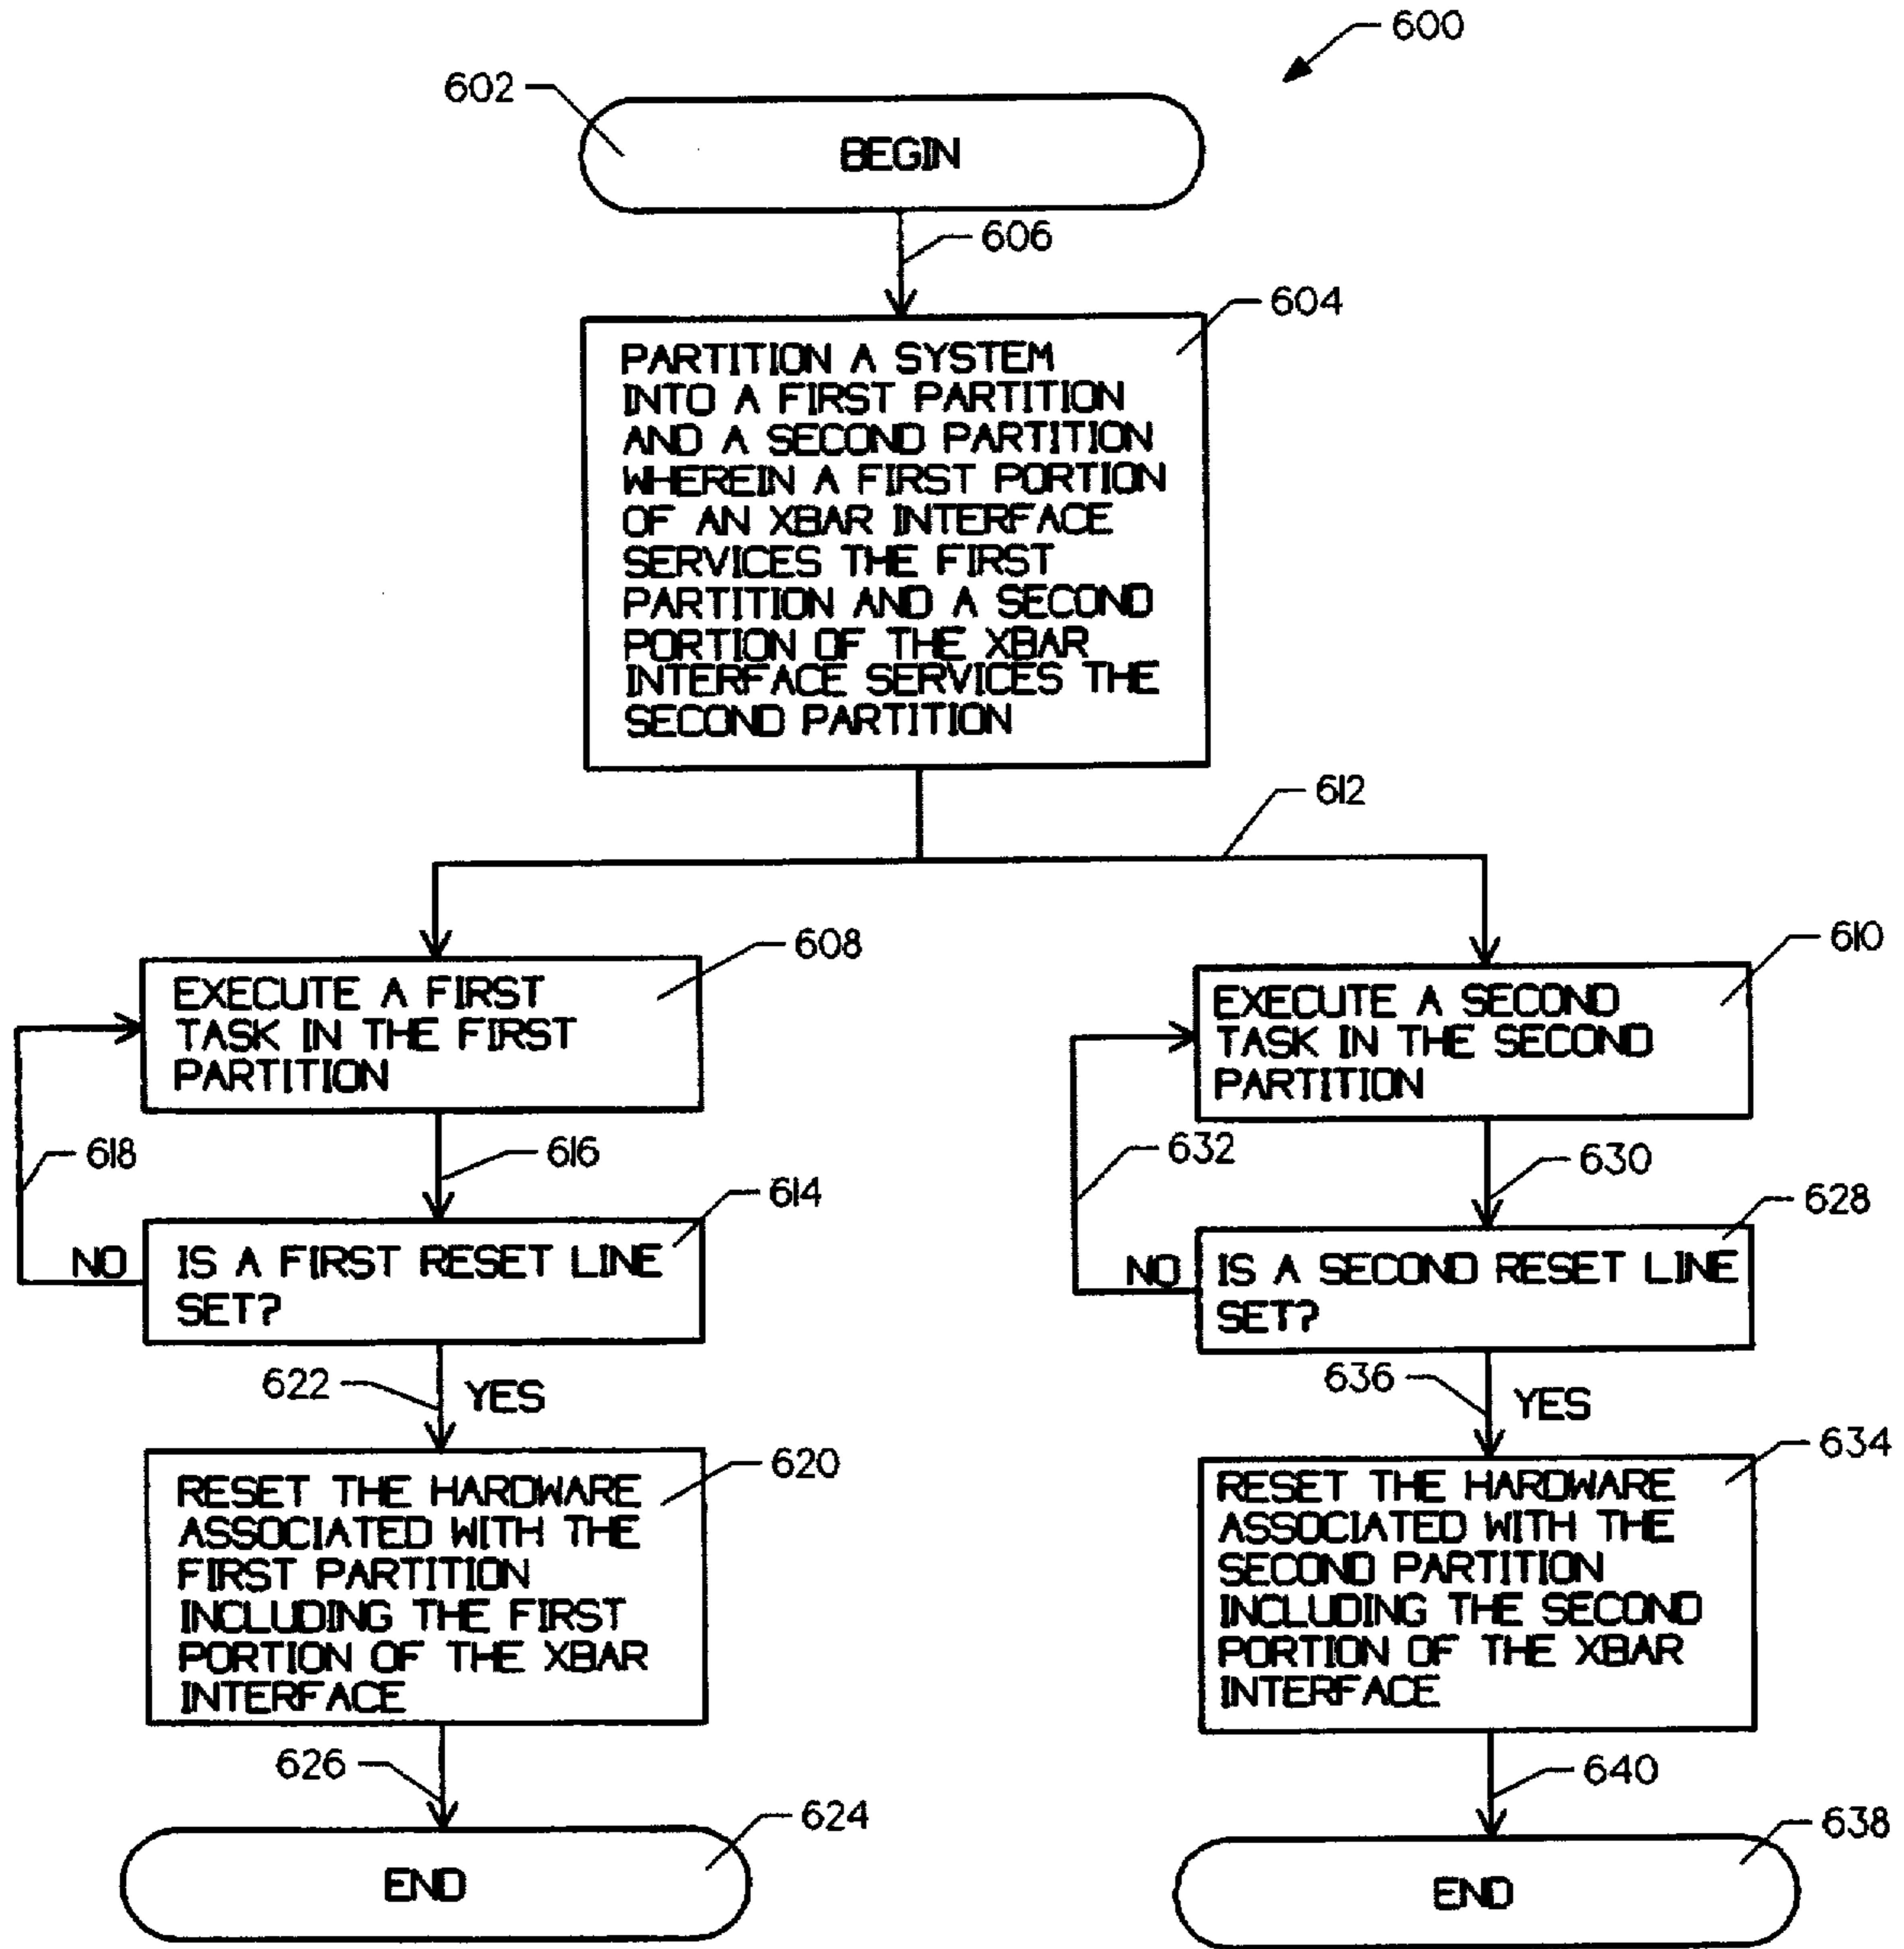 600
602
BEGIN
606
604
PARTITION A SYSTEM
INTO A FIRST PARTITION
AND A SECOND PARTITION
WHEREIN A FIRST PORTION
OF AN XBAR INTERFACE
SERVICES THE FIRST
PARTITION AND A SECOND
PORTION OF THE XBAR
INTERFACE SERVICES THE
SECOND PARTITION
612
608
EXECUTE A FIRST
TASK IN THE FIRST
PARTITION
618
616
614
NO
IS A FIRST RESET LINE
SET?
622
YES
620
RESET THE HARDWARE
ASSOCIATED WITH THE
FIRST PARTITION
INCLUDING THE FIRST
PORTION OF THE XBAR
INTERFACE
626
624
END
610
EXECUTE A SECOND
TASK IN THE SECOND
PARTITION
632
630
628
NO
IS A SECOND RESET LINE
SET?
636
YES
634
RESET THE HARDWARE
ASSOCIATED WITH THE
SECOND PARTITION
INCLUDING THE SECOND
PORTION OF THE XBAR
INTERFACE
640
638
END